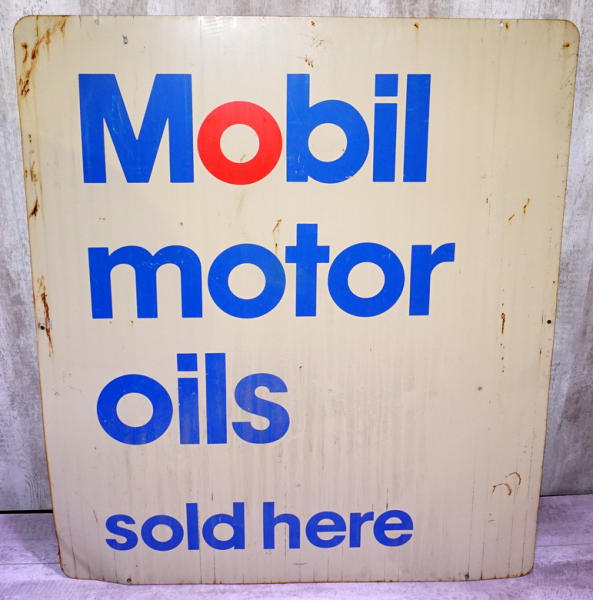 Mobil
motor
oils
sold here